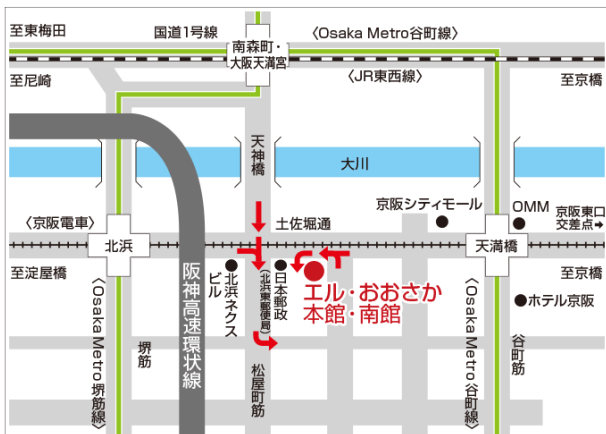 至東梅田
国道1号線
〈Osaka Metro谷町線〉
南森町・
大阪天満宮
至尼崎
〈JR東西線〉
至京橋
天神橋
大川
京阪シティモール
OMM
京阪東口
交差点➡
〈京阪電車〉
土佐堀通
北浜
天満橋
至淀屋橋
至京橋
北浜ネクス
ビル
日本郵政
(北浜東郵便局)
エル・おおさか
本館・南館
ホテル京阪
阪神高速環状線
〈Osaka Metro堺筋線〉
堺筋
松屋町筋
〈Osaka Metro谷町線〉
谷町筋